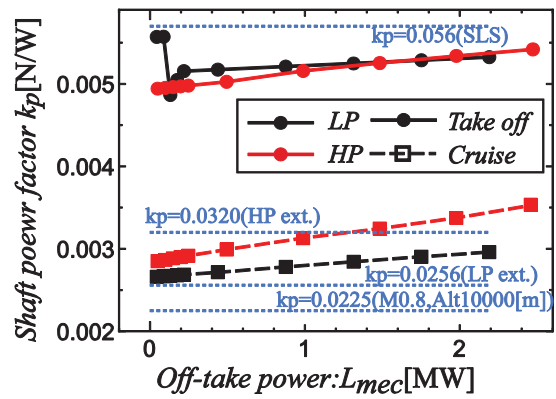 Shaft poewr factor kp[N/W]
0.005
0.004
0.003
0.002
kp=0.056(SLS)
LP
Take off
HP
Cruise
kp=0.0320(HP ext.)
kp=0.0256(LP ext.)
kp=0.0225(M0.8,Alt10000[m])
0
1
2
Off-take power:Lmec[MW]